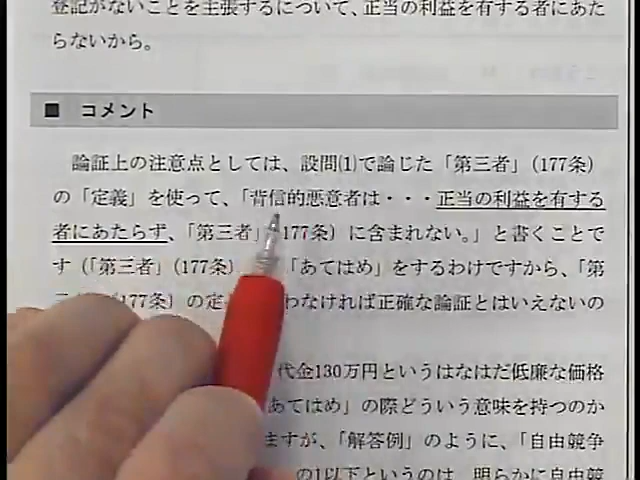 登記がないことを主張するについて、正当の利益を有する者にあた
らないから。
■ コメント
論証上の注意点としては、設問(1)で論じた「第三者」(177条)
の「定義」を使って、「背信的悪意者は・・・正当の利益を有する
者にあたらず、「第三者」(177条) に含まれない。」と書くことで
す (「第三者」(177条) 「あてはめ」をするわけですから、「第
177条) の定 わなければ正確な論証とはいえないの
代金130万円というはなはだ低廉な価格
あてはめ」の際どういう意味を持つのか
ますが、「解答例」のように、「自由競争
の1以下というのは、明らかに自由競